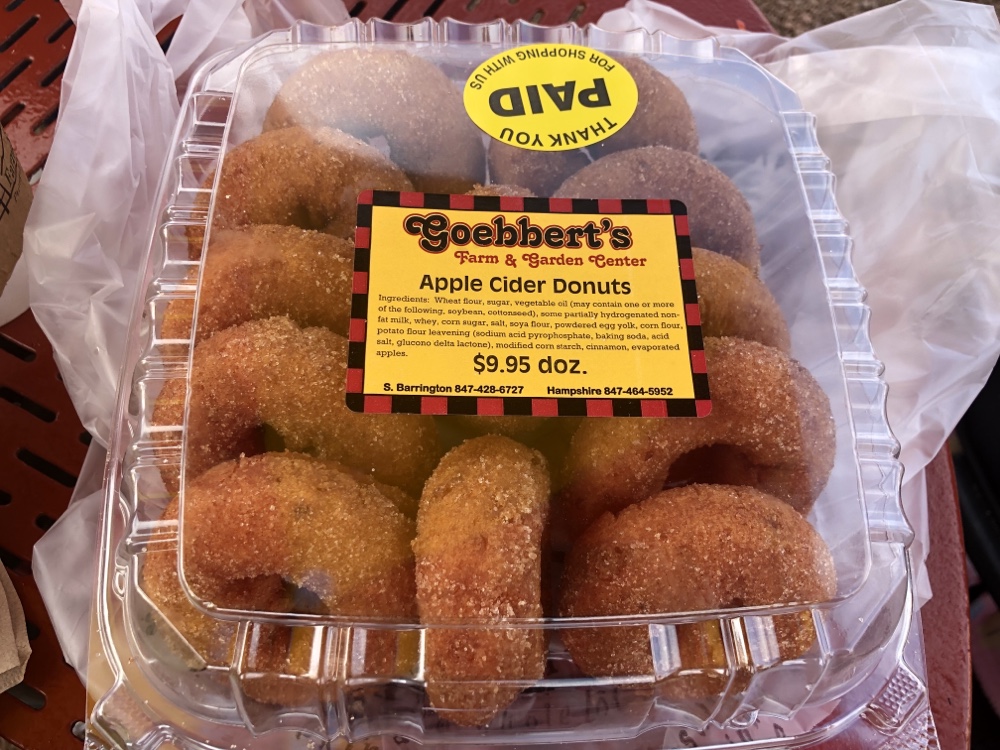 THANK YOU
PAID
FOR SHOPPING WITH US
Goebbert's
Farm & Garden Center
Apple Cider Donuts
Ingredients: Wheat flour, sugar, vegetable oil (may contain one or more
of the following, soybean, cottonseed), some partially hydrogenated non-
fat milk, whey, corn sugar, salt, soya flour, powdered egg yolk, corn flour,
potato flour leavening (sodium acid pyrophosphate, baking soda, acid
salt, glucono delta lactone), modified corn starch, cinnamon, evaporated
apples.
$9.95 doz.
S. Barrington 847-428-6727 Hampshire 847-464-5952